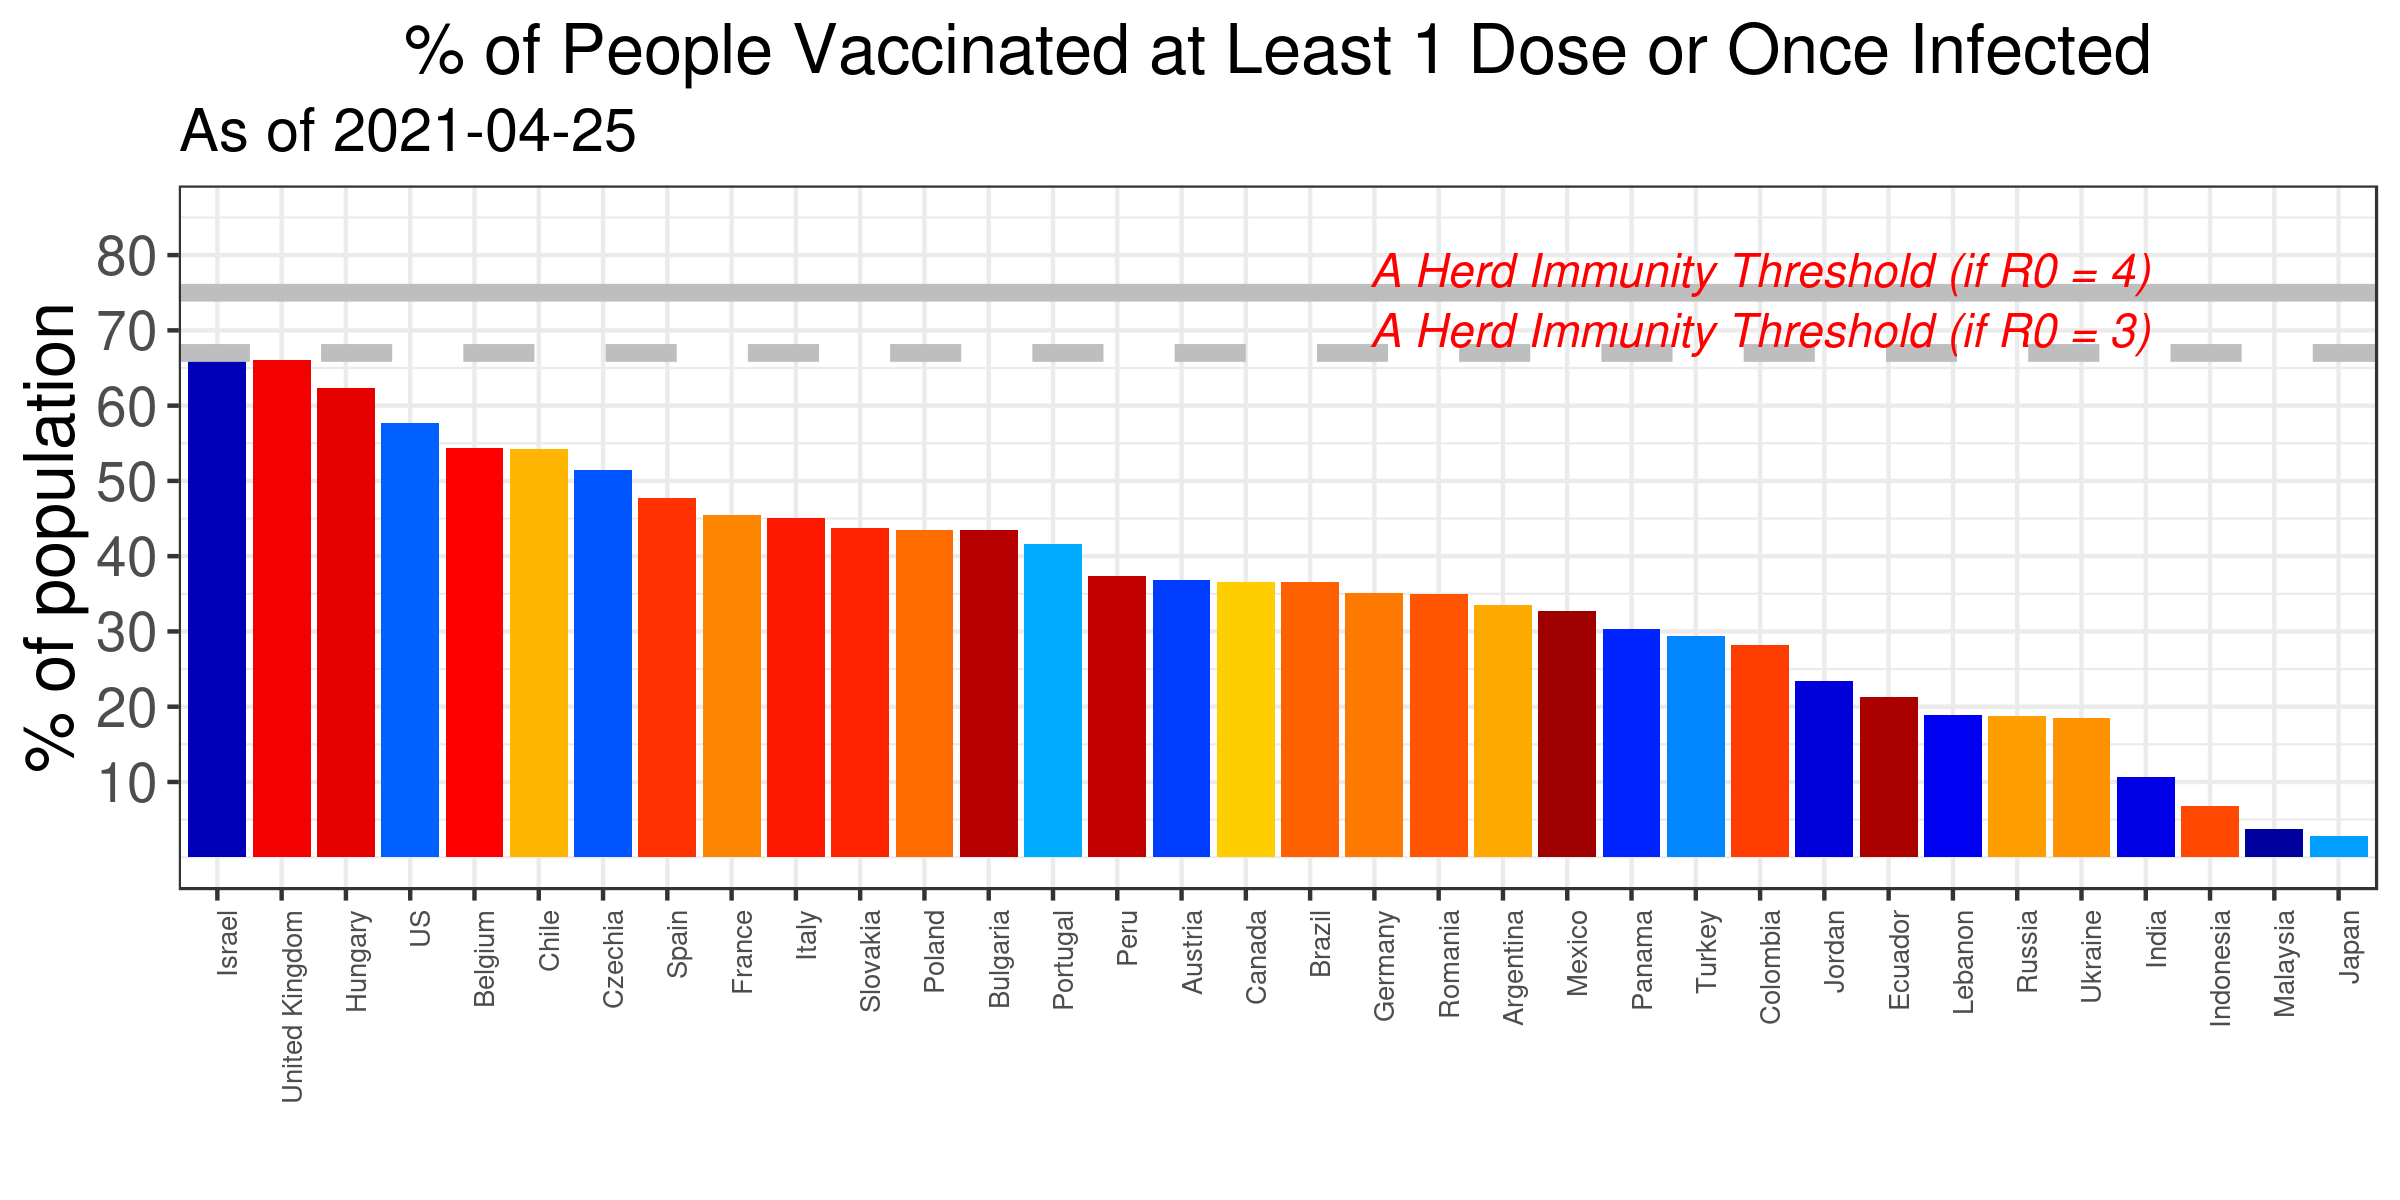 % of People Vaccinated at Least 1 Dose or Once Infected
As of 2021-04-25
% of population
80
70
60
50
40
30
20
10
A Herd Immunity Threshold (if R0 = 4)
A Herd Immunity Threshold (if R0 = 3)
Israel
United Kingdom
Hungary
US
Belgium
Chile
Czechia
Spain
France
Italy
Slovakia
Poland
Bulgaria
Portugal
Peru
Austria
Canada
Brazil
Germany
Romania
Argentina
Mexico
Panama
Turkey
Colombia
Jordan
Ecuador
Lebanon
Russia
Ukraine
India
Indonesia
Malaysia
Japan